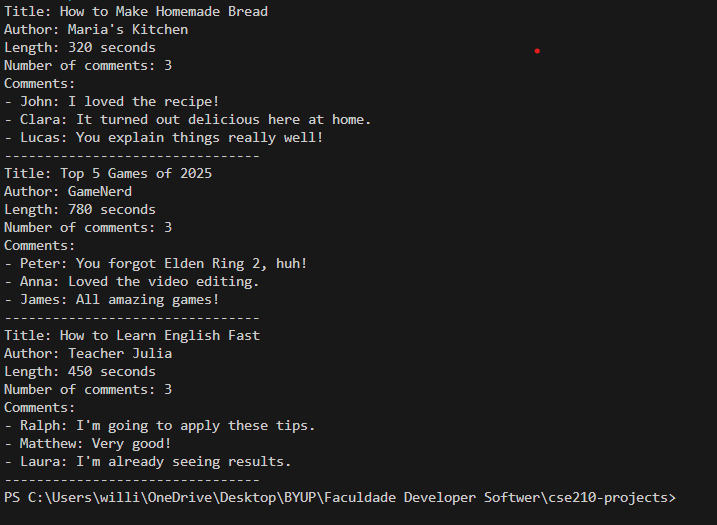 Title: How to Make Homemade Bread
Author: Maria's Kitchen
Length: 320 seconds
Number of comments: 3
Comments:
- John: I loved the recipe!
- Clara: It turned out delicious here at home.
- Lucas: You explain things really well!
--------------------------------
Title: Top 5 Games of 2025
Author: GameNerd
Length: 780 seconds
Number of comments: 3
Comments:
- Peter: You forgot Elden Ring 2, huh!
- Anna: Loved the video editing.
- James: All amazing games!
--------------------------------
Title: How to Learn English Fast
Author: Teacher Julia
Length: 450 seconds
Number of comments: 3
Comments:
- Ralph: I'm going to apply these tips.
- Matthew: Very good!
- Laura: I'm already seeing results.
--------------------------------
PS C:\Users\willi\OneDrive\Desktop\BYUP\Faculdade Developer Softwer\cse210-projects>